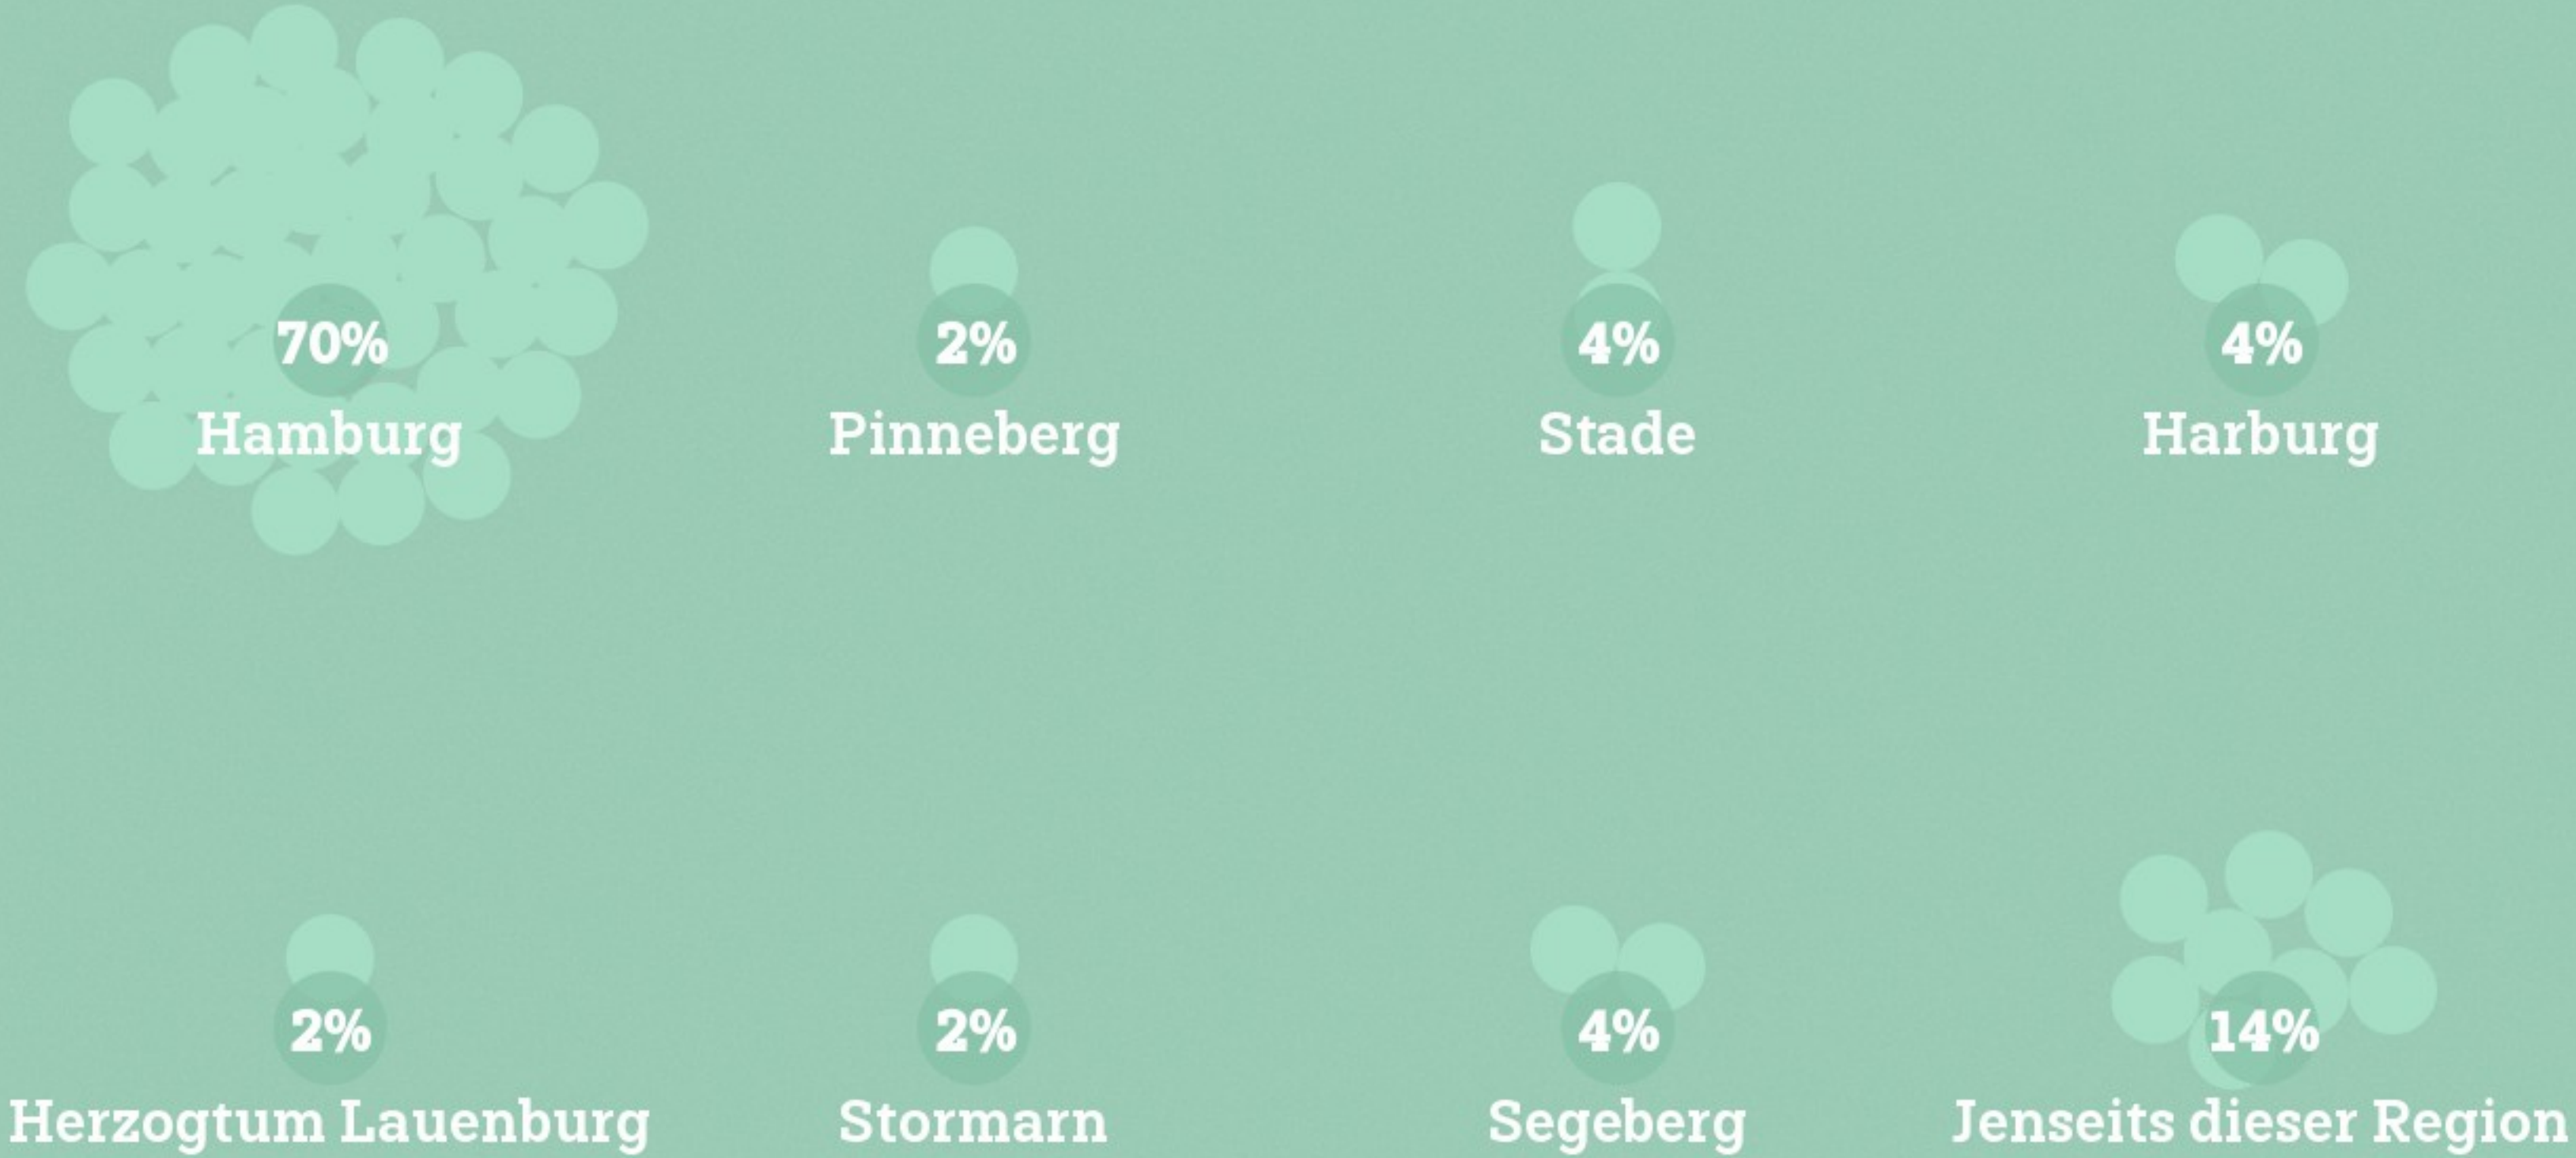 70%
Hamburg
2%
Pinneberg
4%
Stade
4%
Harburg
2%
Herzogtum Lauenburg
2%
Stormarn
4%
Segeberg
14%
Jenseits dieser Region